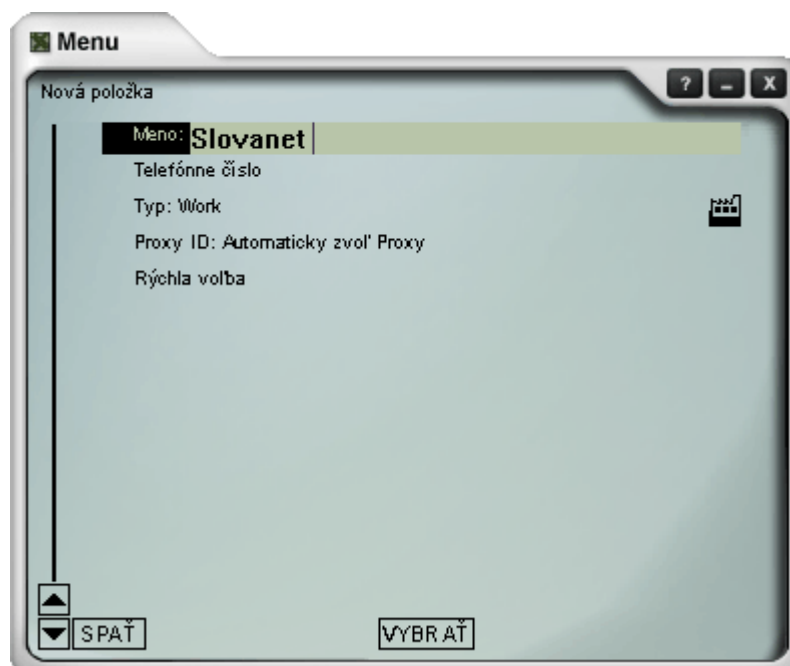 Menu
Nová položka
? – X
Meno: Slovanet
Telefónne číslo
Typ: Work
Proxy ID: Automaticky zvoľ Proxy
Rýchla voľba
SPAŤ
VYBRAŤ